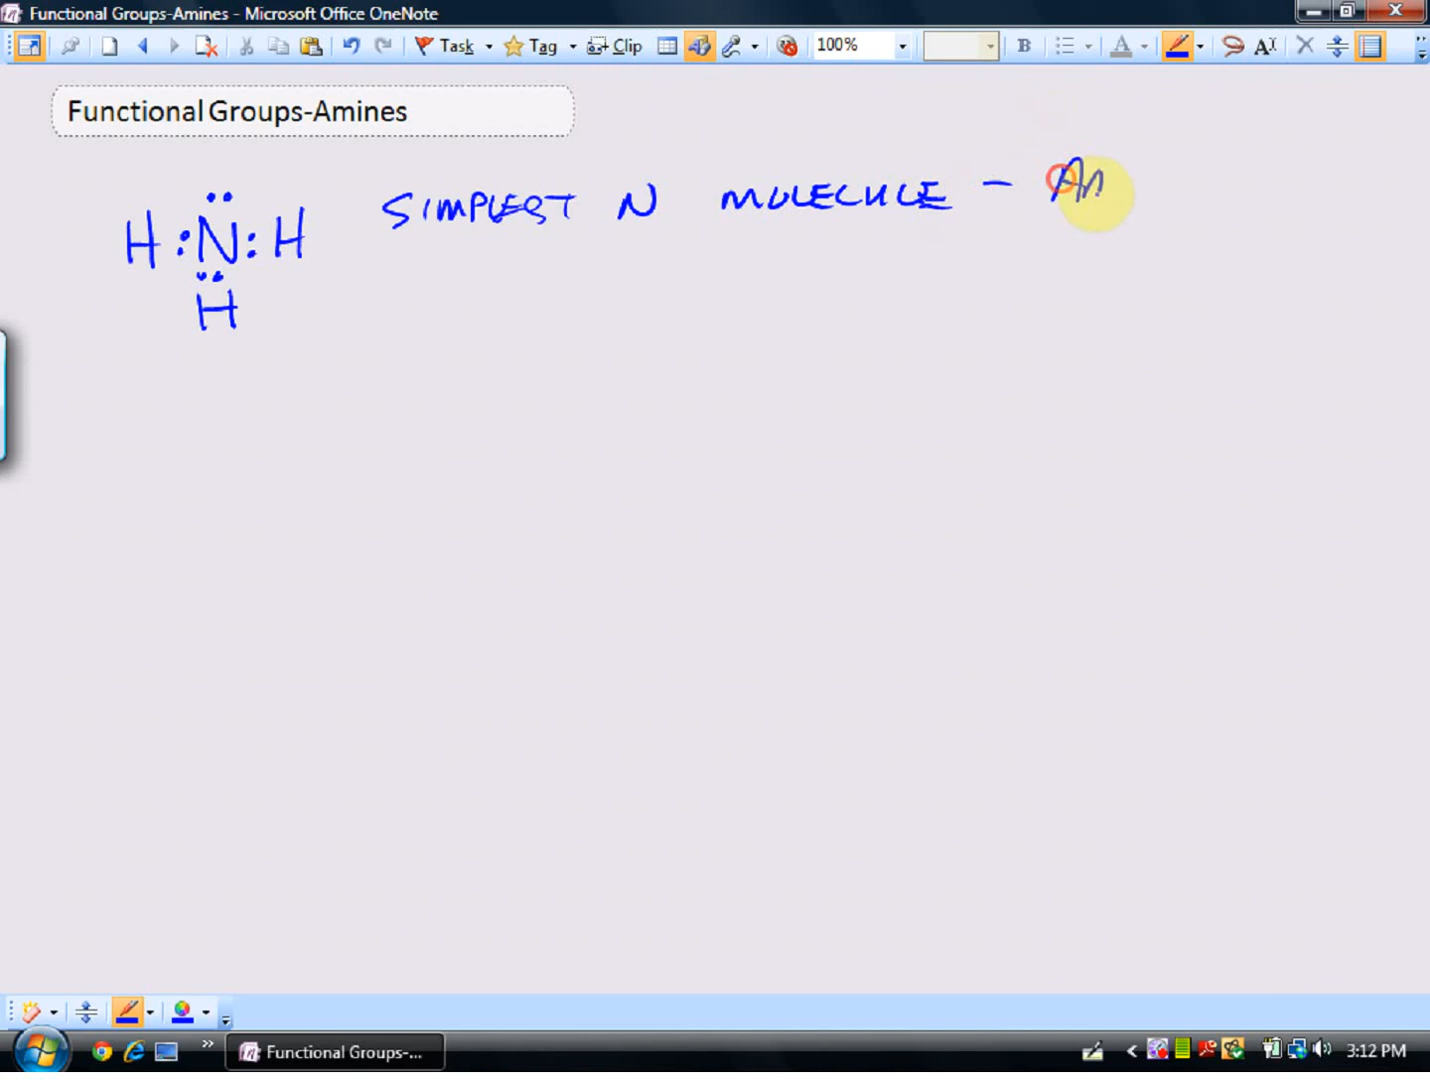 Functional Groups-Amines - Microsoft Office OneNote
Task Tag Clip 100% B A
Functional Groups-Amines
SIMPLEST N MOLECULE - Am
H : N : H
H
Functional Groups-...
3:12 PM